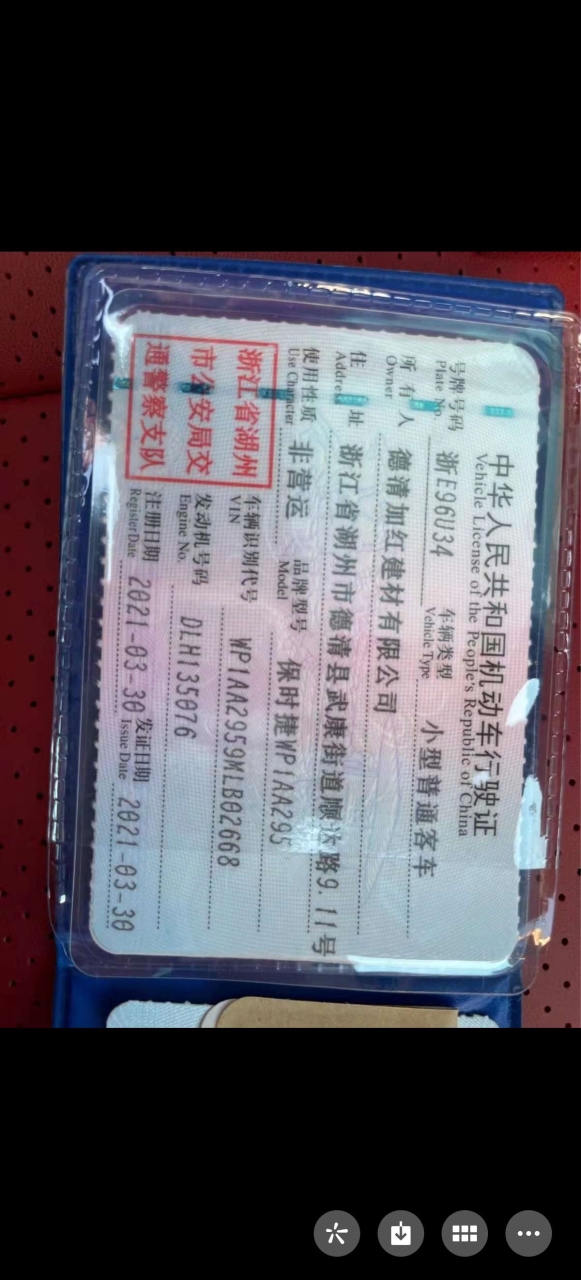 中华人民共和国机动车行驶证
Vehicle License of the People's Republic of China
号牌号码 浙E96U34 车辆类型 小型普通客车
Plate No. Vehicle Type
所有人 德清加红建材有限公司
Owner
住址 浙江省湖州市德清县武康街道顺达路9.11号
Address
使用性质 非营运 品牌型号 保时捷WP1AA295
Use Character Model
浙江省湖州
市公安局交
通警察支队
车辆识别代号 WP1AA2959MLB02668
VIN
发动机号码 DLH135076
Engine No.
注册日期 2021-03-30 发证日期 2021-03-30
Register Date Issue Date